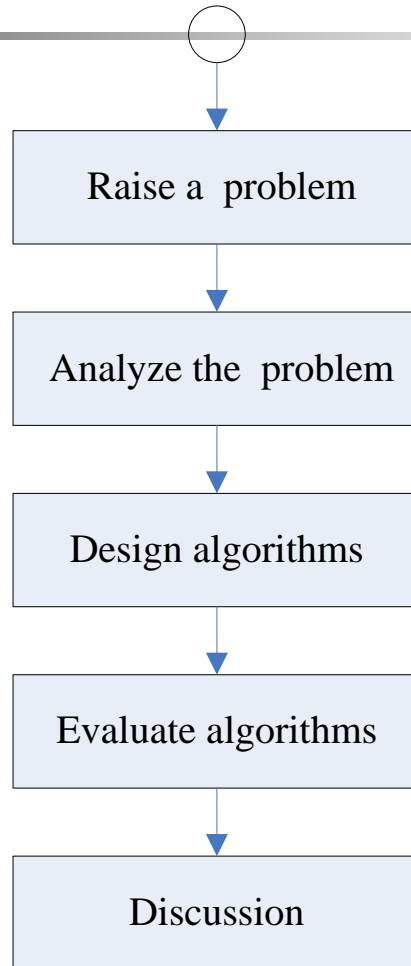 Raise a problem
Analyze the problem
Design algorithms
Evaluate algorithms
Discussion